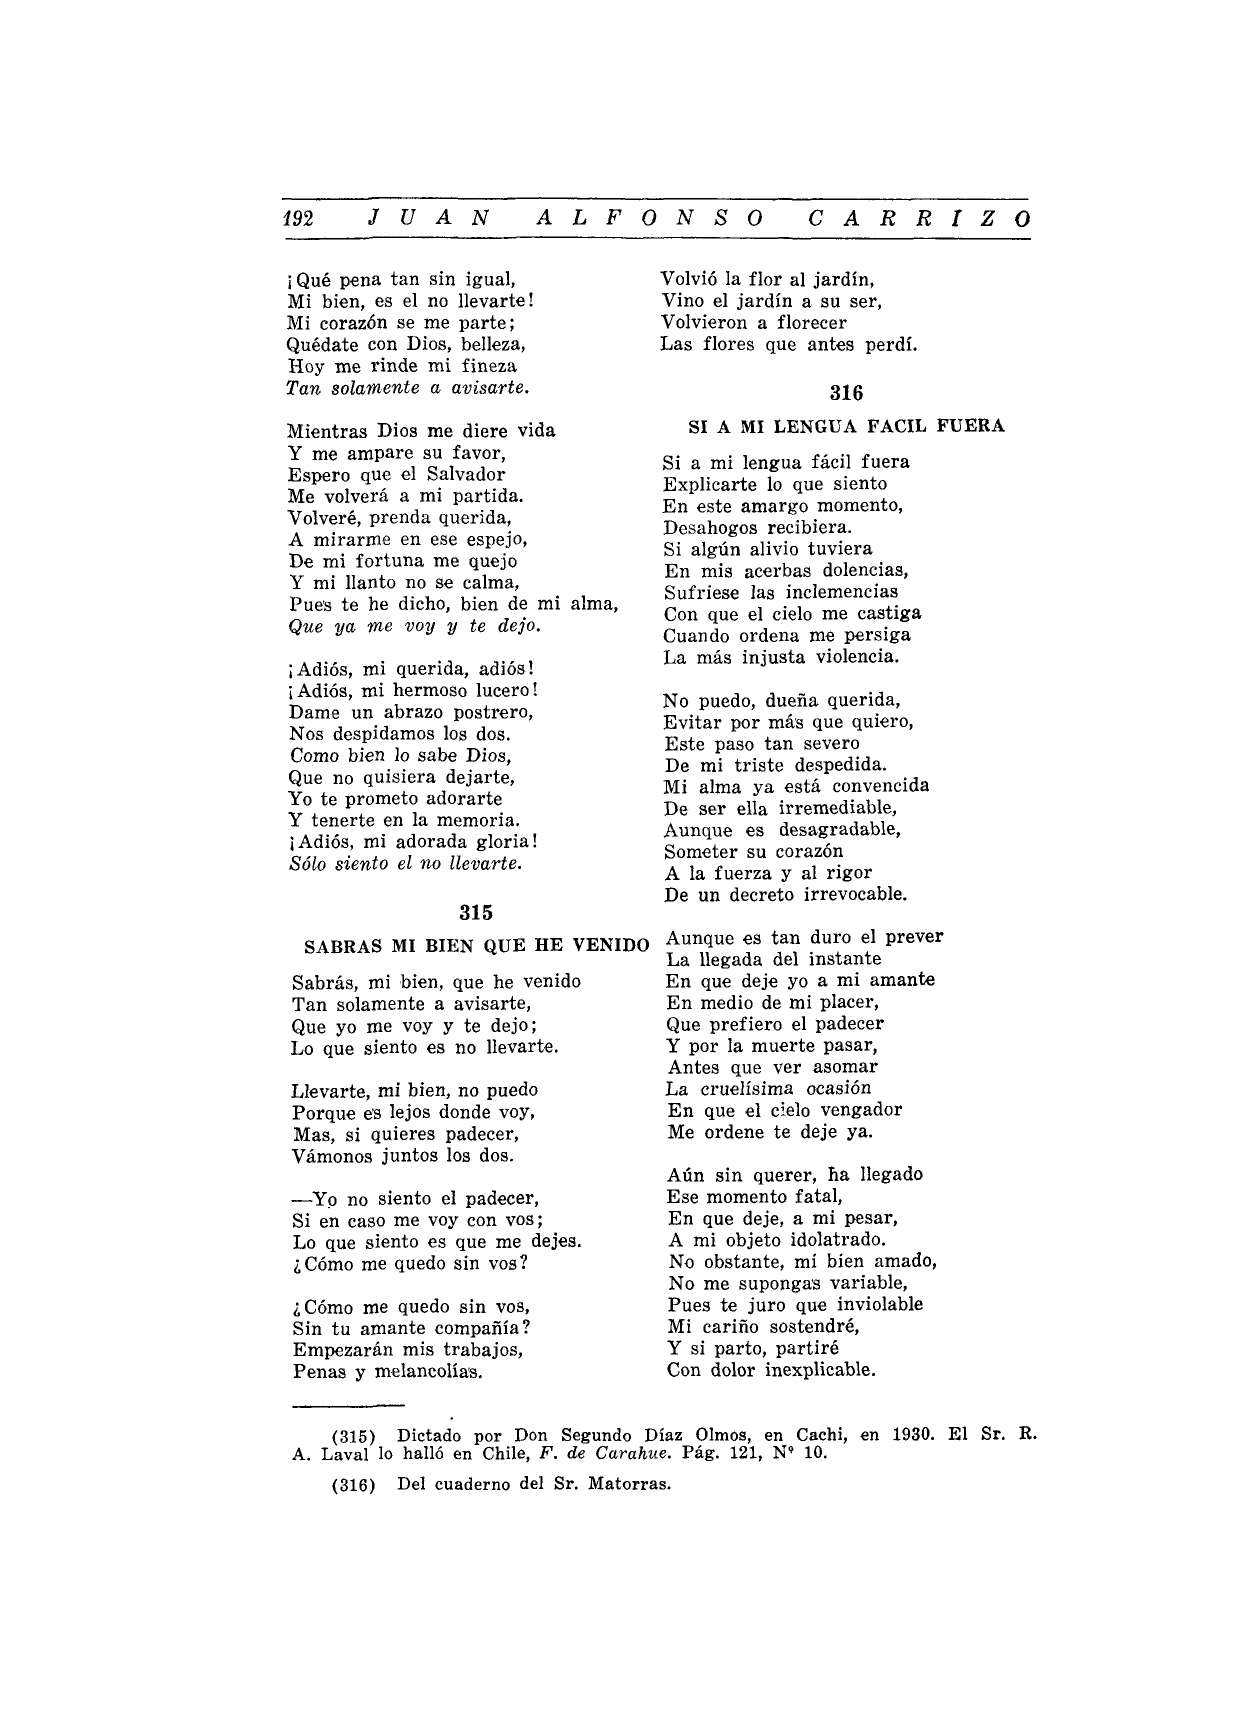 192 JUAN ALFONSO CARRIZO
¡Qué pena tan sin igual,
Mi bien, es el no llevarte!
Mi corazón se me parte;
Quédate con Dios, belleza,
Hoy me rinde mi fineza
Tan solamente a avisarte.
Mientras Dios me diere vida
Y me ampare su favor,
Espero que el Salvador
Me volverá a mi partida.
Volveré, prenda querida,
A mirarme en ese espejo,
De mi fortuna me quejo
Y mi llanto no se calma,
Pues te he dicho, bien de mi alma,
Que ya me voy y te dejo.
¡Adiós, mi querida, adiós!
¡Adiós, mi hermoso lucero!
Dame un abrazo postrero,
Nos despidamos los dos.
Como bien lo sabe Dios,
Que no quisiera dejarte,
Yo te prometo adorarte
Y tenerte en la memoria.
¡Adiós, mi adorada gloria!
Sólo siento el no llevarte.
315
SABRAS MI BIEN QUE HE VENIDO
Sabrás, mi bien, que he venido
Tan solamente a avisarte,
Que yo me voy y te dejo;
Lo que siento es no llevarte.
Llevarte, mi bien, no puedo
Porque es lejos donde voy,
Mas, si quieres padecer,
Vámonos juntos los dos.
—Yo no siento el padecer,
Si en caso me voy con vos;
Lo que siento es que me dejes.
¿Cómo me quedo sin vos?
¿Cómo me quedo sin vos,
Sin tu amante compañía?
Empezarán mis trabajos,
Penas y melancolías.
Volvió la flor al jardín,
Vino el jardín a su ser,
Volvieron a florecer
Las flores que antes perdí.
316
SI A MI LENGUA FACIL FUERA
Si a mi lengua fácil fuera
Explicarte lo que siento
En este amargo momento,
Desahogos recibiera.
Si algún alivio tuviera
En mis acerbas dolencias,
Sufriese las inclemencias
Con que el cielo me castiga
Cuando ordena me persiga
La más injusta violencia.
No puedo, dueña querida,
Evitar por más que quiero,
Este paso tan severo
De mi triste despedida.
Mi alma ya está convencida
De ser ella irremediable,
Aunque es desagradable,
Someter su corazón
A la fuerza y al rigor
De un decreto irrevocable.
Aunque es tan duro el prever
La llegada del instante
En que deje yo a mi amante
En medio de mi placer,
Que prefiero el padecer
Y por la muerte pasar,
Antes que ver asomar
La cruelísima ocasión
En que el cielo vengador
Me ordene te deje ya.
Aún sin querer, ha llegado
Ese momento fatal,
En que deje, a mi pesar,
A mi objeto idolatrado.
No obstante, mi bien amado,
No me supongas variable,
Pues te juro que inviolable
Mi cariño sostendré,
Y si parto, partiré
Con dolor inexplicable.
(315) Dictado por Don Segundo Díaz Olmos, en Cachi, en 1930. El Sr. R.
A. Laval lo halló en Chile, F. de Carahue. Pág. 121, Nº 10.
(316) Del cuaderno del Sr. Matorras.